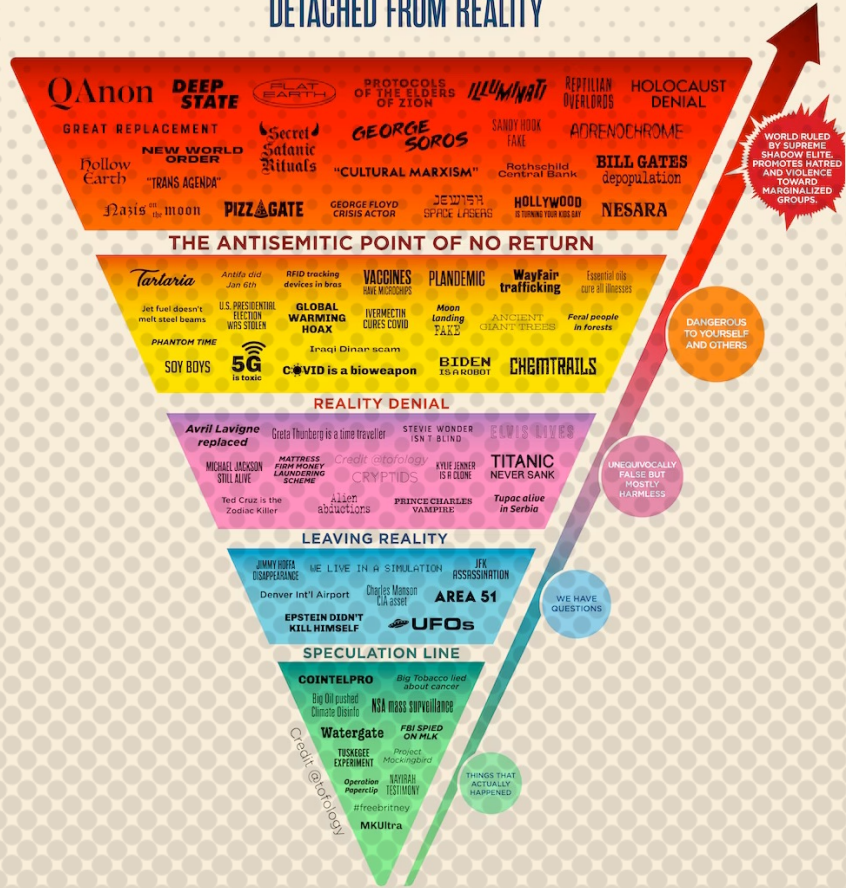 DETACHED FROM REALITY
QAnon
DEEP
STATE
FLAT
EARTH
PROTOCOLS
OF THE ELDERS
OF ZION
ILLUMINATI
REPTILIAN
OVERLORDS
HOLOCAUST
DENIAL
GREAT REPLACEMENT
NEW WORLD
ORDER
Secret
Satanic
Rituals
GEORGE
SOROS
SANDY HOOK
FAKE
ADRENOCHROME
Hollow
Earth
"TRANS AGENDA"
"CULTURAL MARXISM"
Rothschild
Central Bank
BILL GATES
depopulation
Nazis on the moon
PIZZAGATE
GEORGE FLOYD
CRISIS ACTOR
JEWISH
SPACE LASERS
HOLLYWOOD
IS TURNING YOUR KIDS GAY
NESARA
WORLD RULED
BY SUPREME
SHADOW ELITE.
PROMOTES HATRED
AND VIOLENCE
TOWARD
MARGINALIZED
GROUPS.
THE ANTISEMITIC POINT OF NO RETURN
Tartaria
Antifa did
Jan 6th
RFID tracking
devices in bras
VACCINES
HAVE MICROCHIPS
PLANDEMIC
WayFair
trafficking
Essential oils
cure all illnesses
Jet fuel doesn't
melt steel beams
U.S. PRESIDENTIAL
ELECTION
WAS STOLEN
GLOBAL
WARMING
HOAX
IVERMECTIN
CURES COVID
Moon
landing
FAKE
ANCIENT
GIANT TREES
Feral people
in forests
PHANTOM TIME
SOY BOYS
5G
is toxic
Iraqi Dinar scam
COVID is a bioweapon
BIDEN
IS A ROBOT
CHEMTRAILS
DANGEROUS
TO YOURSELF
AND OTHERS
REALITY DENIAL
Avril Lavigne
replaced
Greta Thunberg is a time traveller
STEVIE WONDER
ISN'T BLIND
ELVIS LIVES
MICHAEL JACKSON
STILL ALIVE
MATTRESS
FIRM MONEY
LAUNDERING
SCHEME
Credit @tofology
CRYPTIDS
KYLIE JENNER
IS A CLONE
TITANIC
NEVER SANK
Ted Cruz is the
Zodiac Killer
Alien
abductions
PRINCE CHARLES
VAMPIRE
Tupac alive
in Serbia
UNEQUIVOCALLY
FALSE BUT
MOSTLY
HARMLESS
LEAVING REALITY
JIMMY HOFFA
DISAPPEARANCE
WE LIVE IN A SIMULATION
JFK
ASSASSINATION
Denver Int'l Airport
Charles Manson
CIA asset
AREA 51
EPSTEIN DIDN'T
KILL HIMSELF
UFOs
WE HAVE
QUESTIONS
SPECULATION LINE
COINTELPRO
Big Tobacco lied
about cancer
Big Oil pushed
Climate Disinfo
NSA mass surveillance
Watergate
FBI SPIED
ON MLK
TUSKEGEE
EXPERIMENT
Project
Mockingbird
Operation
Paperclip
NAYIRAH
TESTIMONY
#freebritney
MKUltra
THINGS THAT
ACTUALLY
HAPPENED
Credit @tofology